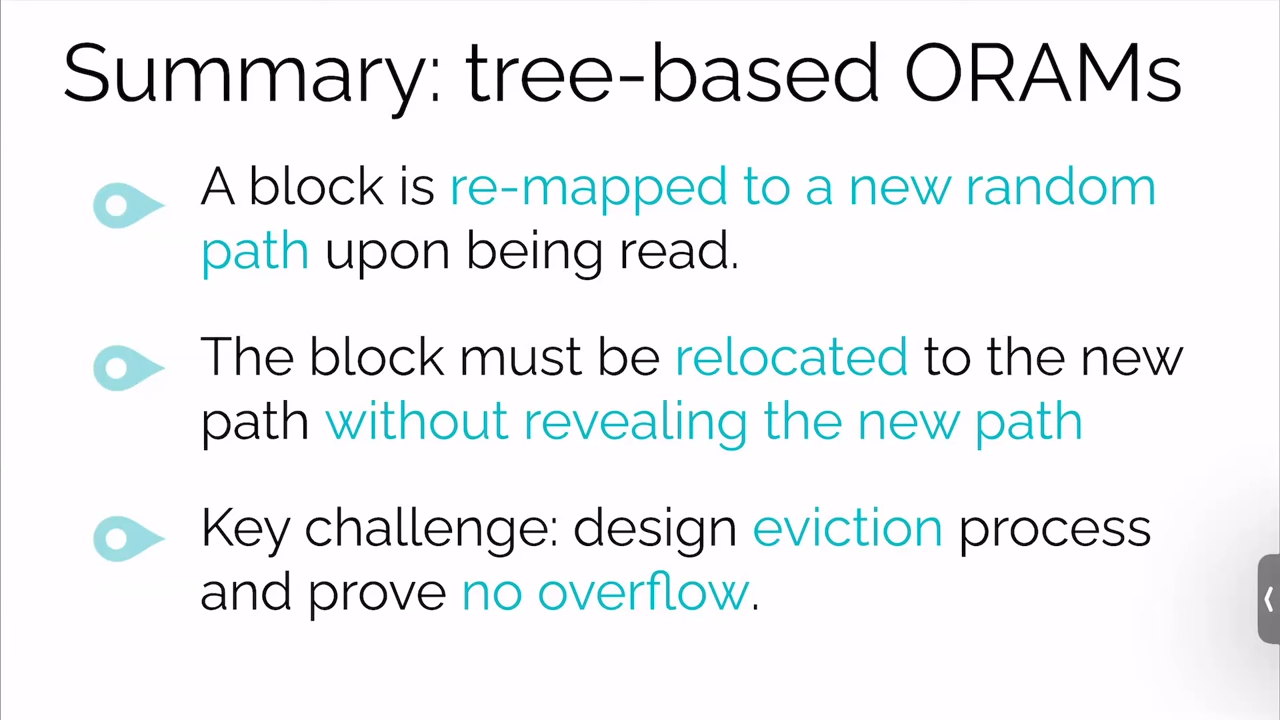 Summary: tree-based ORAMs
A block is re-mapped to a new random
path upon being read.
The block must be relocated to the new
path without revealing the new path
Key challenge: design eviction process
and prove no overflow.